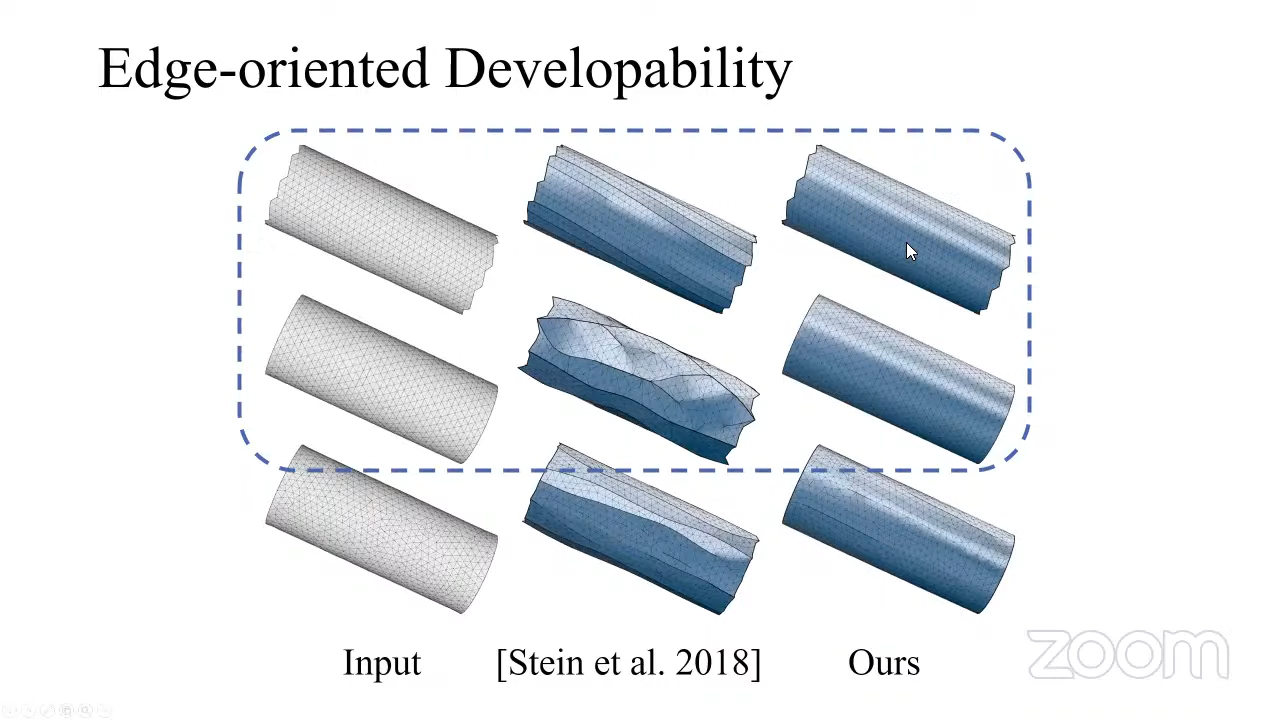 Edge-oriented Developability
Input
[Stein et al. 2018]
Ours
zoom